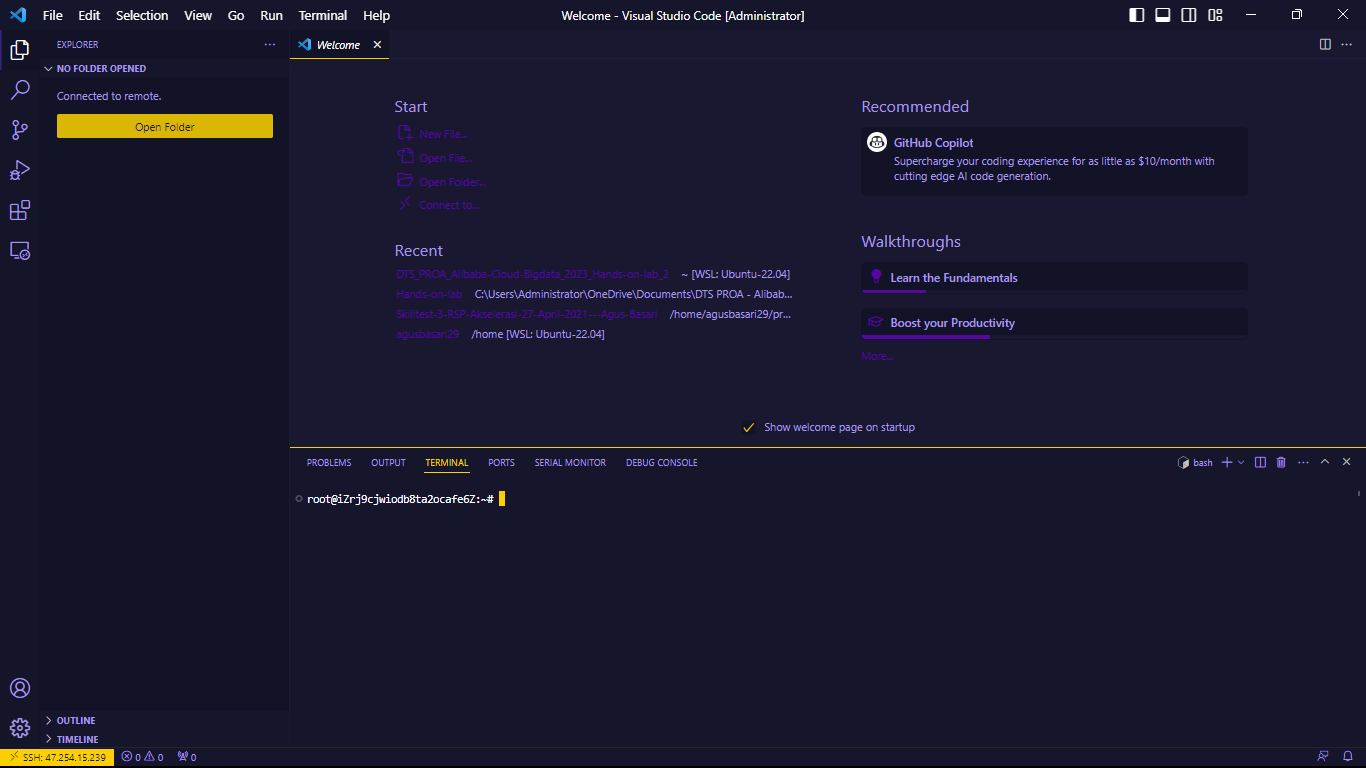 File Edit Selection View Go Run Terminal Help Welcome - Visual Studio Code [Administrator]
EXPLORER
Welcome
NO FOLDER OPENED
Connected to remote.
Open Folder
Start
New File...
Open File...
Open Folder...
Connect to...
Recent
DTS_PROA_Alibaba-Cloud-Bigdata_2023_Hands-on-lab_2 ~ [WSL: Ubuntu-22.04]
Hands-on-lab C:\Users\Administrator\OneDrive\Documents\DTS PROA - Alibab...
Skilltest-3-RSP-Akselerasi-27-April-2021---Agus-Basari /home/agusbasari29/pr...
agusbasari29 /home [WSL: Ubuntu-22.04]
Recommended
GitHub Copilot
Supercharge your coding experience for as little as $10/month with
cutting edge AI code generation.
Walkthroughs
Learn the Fundamentals
Boost your Productivity
More...
Show welcome page on startup
PROBLEMS OUTPUT TERMINAL PORTS SERIAL MONITOR DEBUG CONSOLE bash
root@iZrj9cjwiodb8ta2ocafe6Z:~#
OUTLINE
TIMELINE
SSH: 47.254.15.239 0 0 0